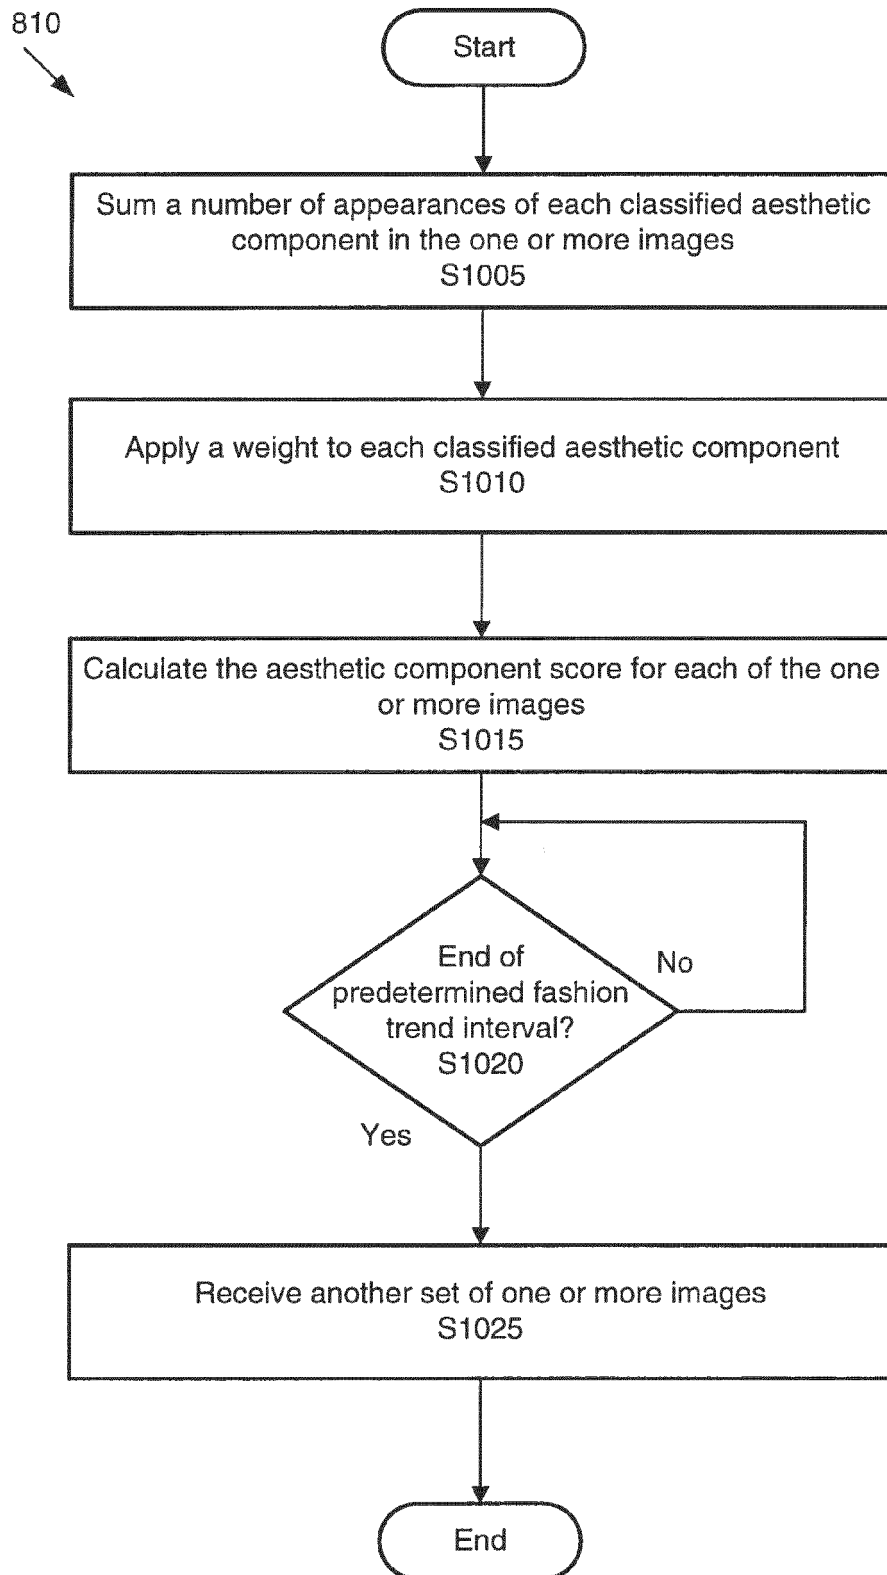 810
Start
Sum a number of appearances of each classified aesthetic
component in the one or more images
S1005
Apply a weight to each classified aesthetic component
S1010
Calculate the aesthetic component score for each of the one
or more images
S1015
End of
predetermined fashion
trend interval?
S1020
No
Yes
Receive another set of one or more images
S1025
End